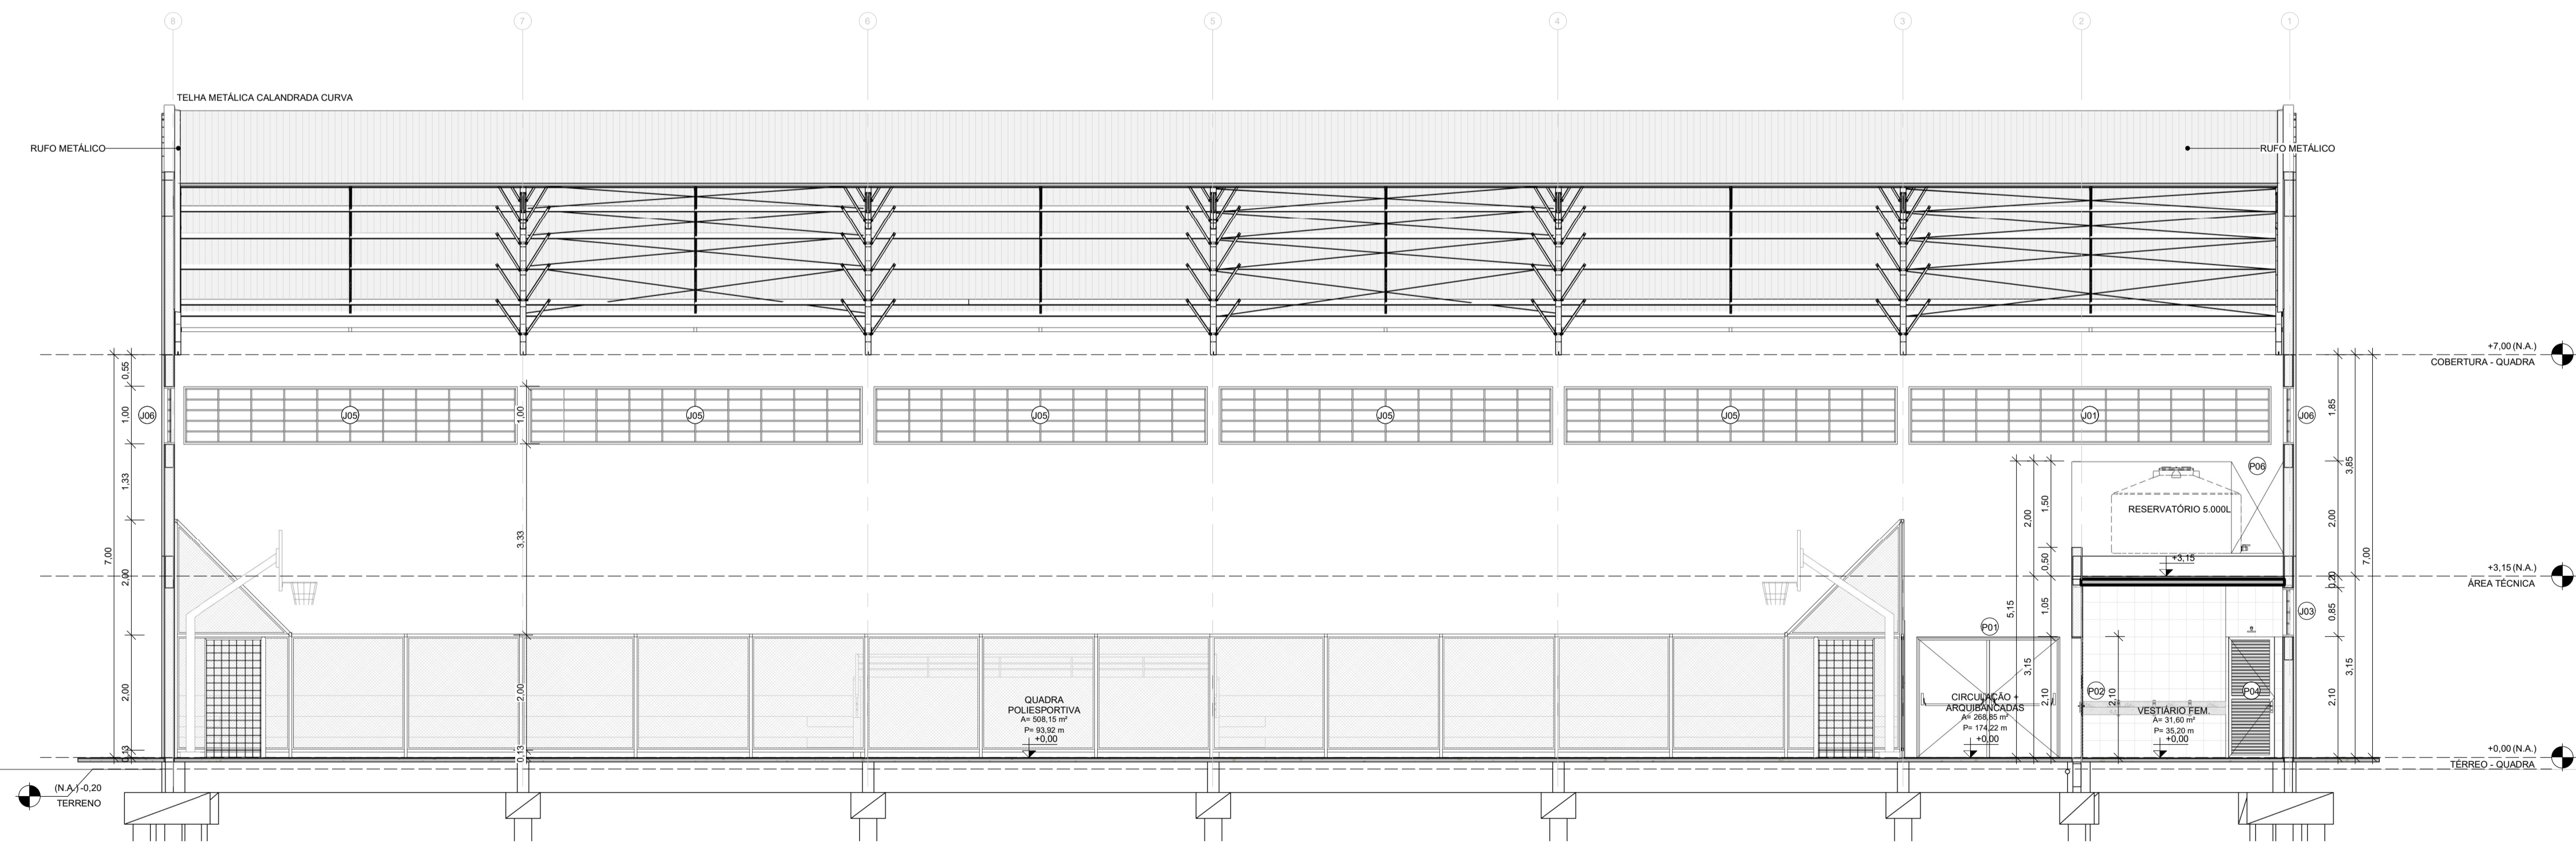 8
7
6
5
4
3
2
1
TELHA METÁLICA CALANDRADA CURVA
RUFO METÁLICO
RUFO METÁLICO
+7,00 (N.A.)
COBERTURA - QUADRA
0,55
1,00
1,33
2,00
2,00
0,13
7,00
J06
J05
J05
J05
J05
J05
J01
J06
1,00
3,33
2,00
0,13
P06
RESERVATÓRIO 5.000L
+3,15
1,50
0,50
1,05
2,10
2,00
3,15
5,15
2,10
1,85
2,00
0,20
0,85
2,10
3,85
3,15
7,00
+3,15 (N.A.)
ÁREA TÉCNICA
J03
P01
P02
P04
QUADRA
POLIESPORTIVA
A= 508,15 m²
P= 93,92 m
+0,00
CIRCULAÇÃO +
ARQUIBANCADAS
A= 268,85 m²
P= 174,22 m
+0,00
VESTIÁRIO FEM.
A= 31,60 m²
P= 35,20 m
+0,00
+0,00 (N.A.)
TÉRREO - QUADRA
(N.A.) -0,20
TERRENO